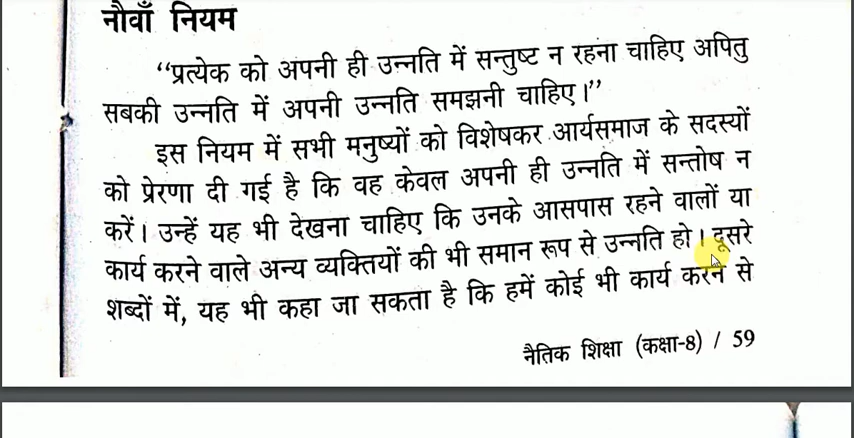 नौवाँ नियम
“प्रत्येक को अपनी ही उन्नति में सन्तुष्ट न रहना चाहिए अपितु
सबकी उन्नति में अपनी उन्नति समझनी चाहिए।”
इस नियम में सभी मनुष्यों को विशेषकर आर्यसमाज के सदस्यों
को प्रेरणा दी गई है कि वह केवल अपनी ही उन्नति में सन्तोष न
करें। उन्हें यह भी देखना चाहिए कि उनके आसपास रहने वालों या
कार्य करने वाले अन्य व्यक्तियों की भी समान रूप से उन्नति हो। दूसरे
शब्दों में, यह भी कहा जा सकता है कि हमें कोई भी कार्य करने से
नैतिक शिक्षा (कक्षा-8) / 59